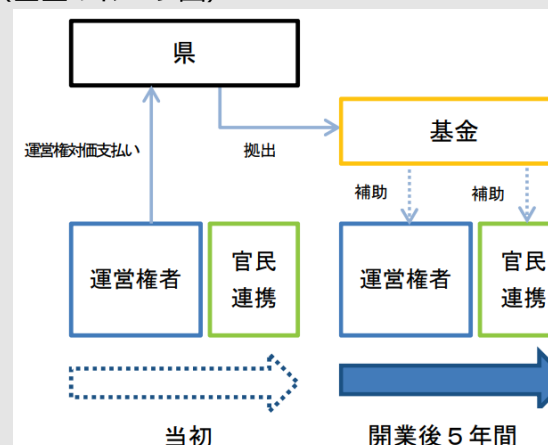 県
運営権対価支払い
拠出
基金
補助
補助
運営権者
官民
連携
運営権者
官民
連携
当初
開業後5年間